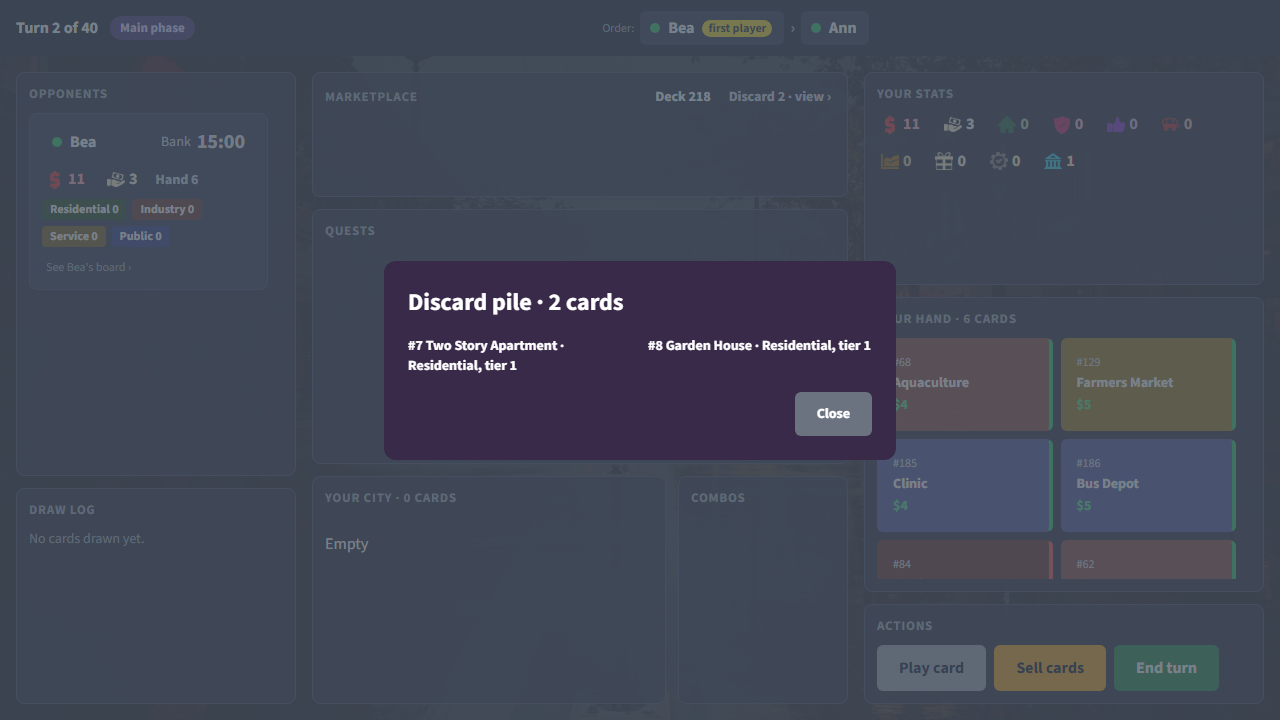 Turn 2 of 40 Main phase Order: Bea first player › Ann
OPPONENTS
Bea Bank 15:00
11 3 Hand 6
Residential 0 Industry 0
Service 0 Public 0
See Bea's board ›
DRAW LOG
No cards drawn yet.
MARKETPLACE Deck 218 Discard 2 · view ›
QUESTS
Discard pile · 2 cards
#7 Two Story Apartment ·
Residential, tier 1
#8 Garden House · Residential, tier 1
Close
YOUR CITY · 0 CARDS
Empty
COMBOS
YOUR STATS
11 3 0 0 0 0
0 0 0 1
UR HAND · 6 CARDS
#68
Aquaculture
$4
#129
Farmers Market
$5
#185
Clinic
$4
#186
Bus Depot
$5
#84
#62
ACTIONS
Play card Sell cards End turn